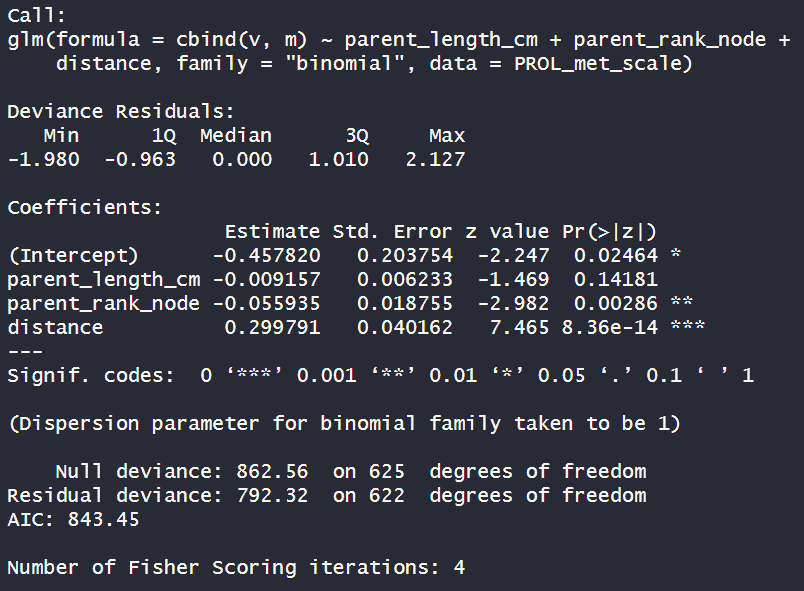 Call:
glm(formula = cbind(v, m) ~ parent_length_cm + parent_rank_node +
    distance, family = "binomial", data = PROL_met_scale)

Deviance Residuals:
   Min      1Q  Median      3Q     Max
-1.980  -0.963   0.000   1.010   2.127

Coefficients:
                  Estimate Std. Error z value Pr(>|z|)
(Intercept)      -0.457820   0.203754  -2.247  0.02464 *
parent_length_cm -0.009157   0.006233  -1.469  0.14181
parent_rank_node -0.055935   0.018755  -2.982  0.00286 **
distance          0.299791   0.040162   7.465 8.36e-14 ***
---
Signif. codes:  0 ‘***’ 0.001 ‘**’ 0.01 ‘*’ 0.05 ‘.’ 0.1 ‘ ’ 1

(Dispersion parameter for binomial family taken to be 1)

    Null deviance: 862.56  on 625  degrees of freedom
Residual deviance: 792.32  on 622  degrees of freedom
AIC: 843.45

Number of Fisher Scoring iterations: 4